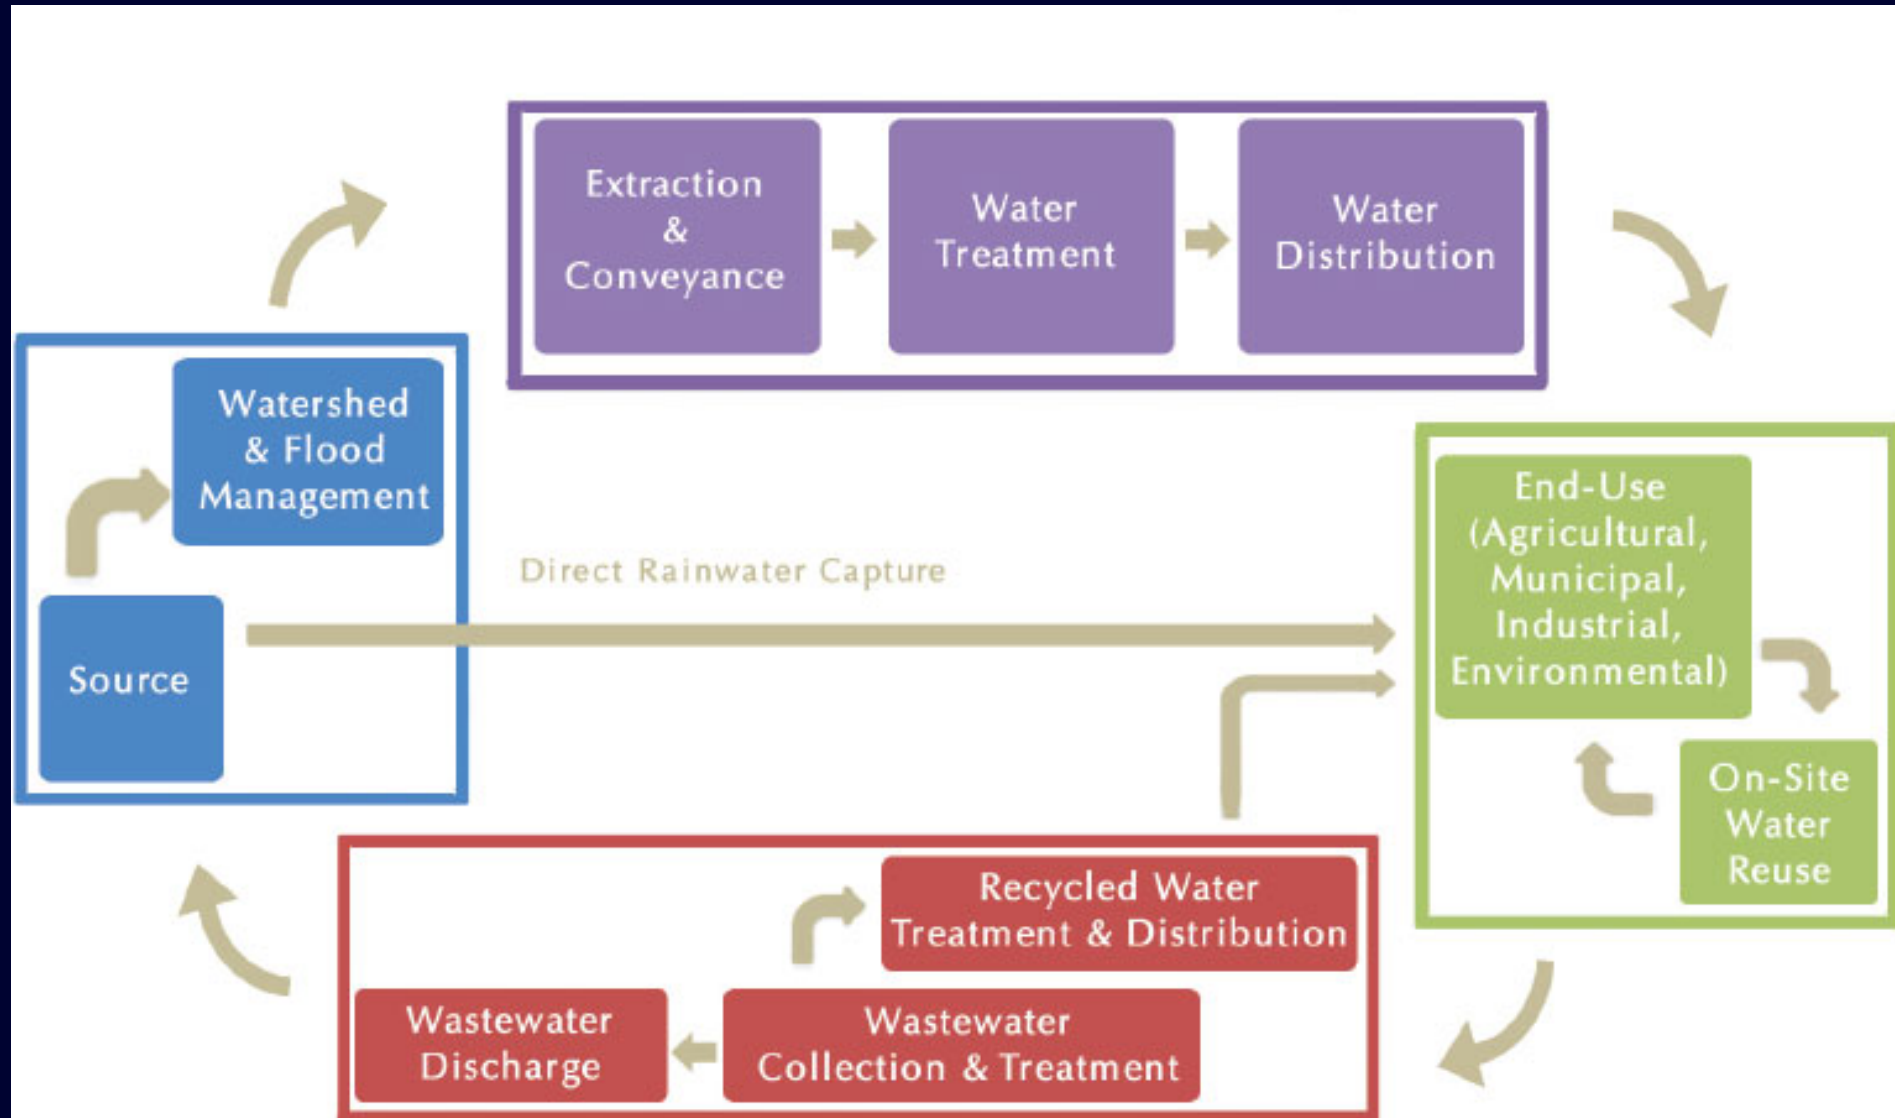 Extraction
&
Conveyance
Water
Treatment
Water
Distribution
Watershed
& Flood
Management
Source
Direct Rainwater Capture
End-Use
(Agricultural,
Municipal,
Industrial,
Environmental)
On-Site
Water
Reuse
Recycled Water
Treatment & Distribution
Wastewater
Collection & Treatment
Wastewater
Discharge